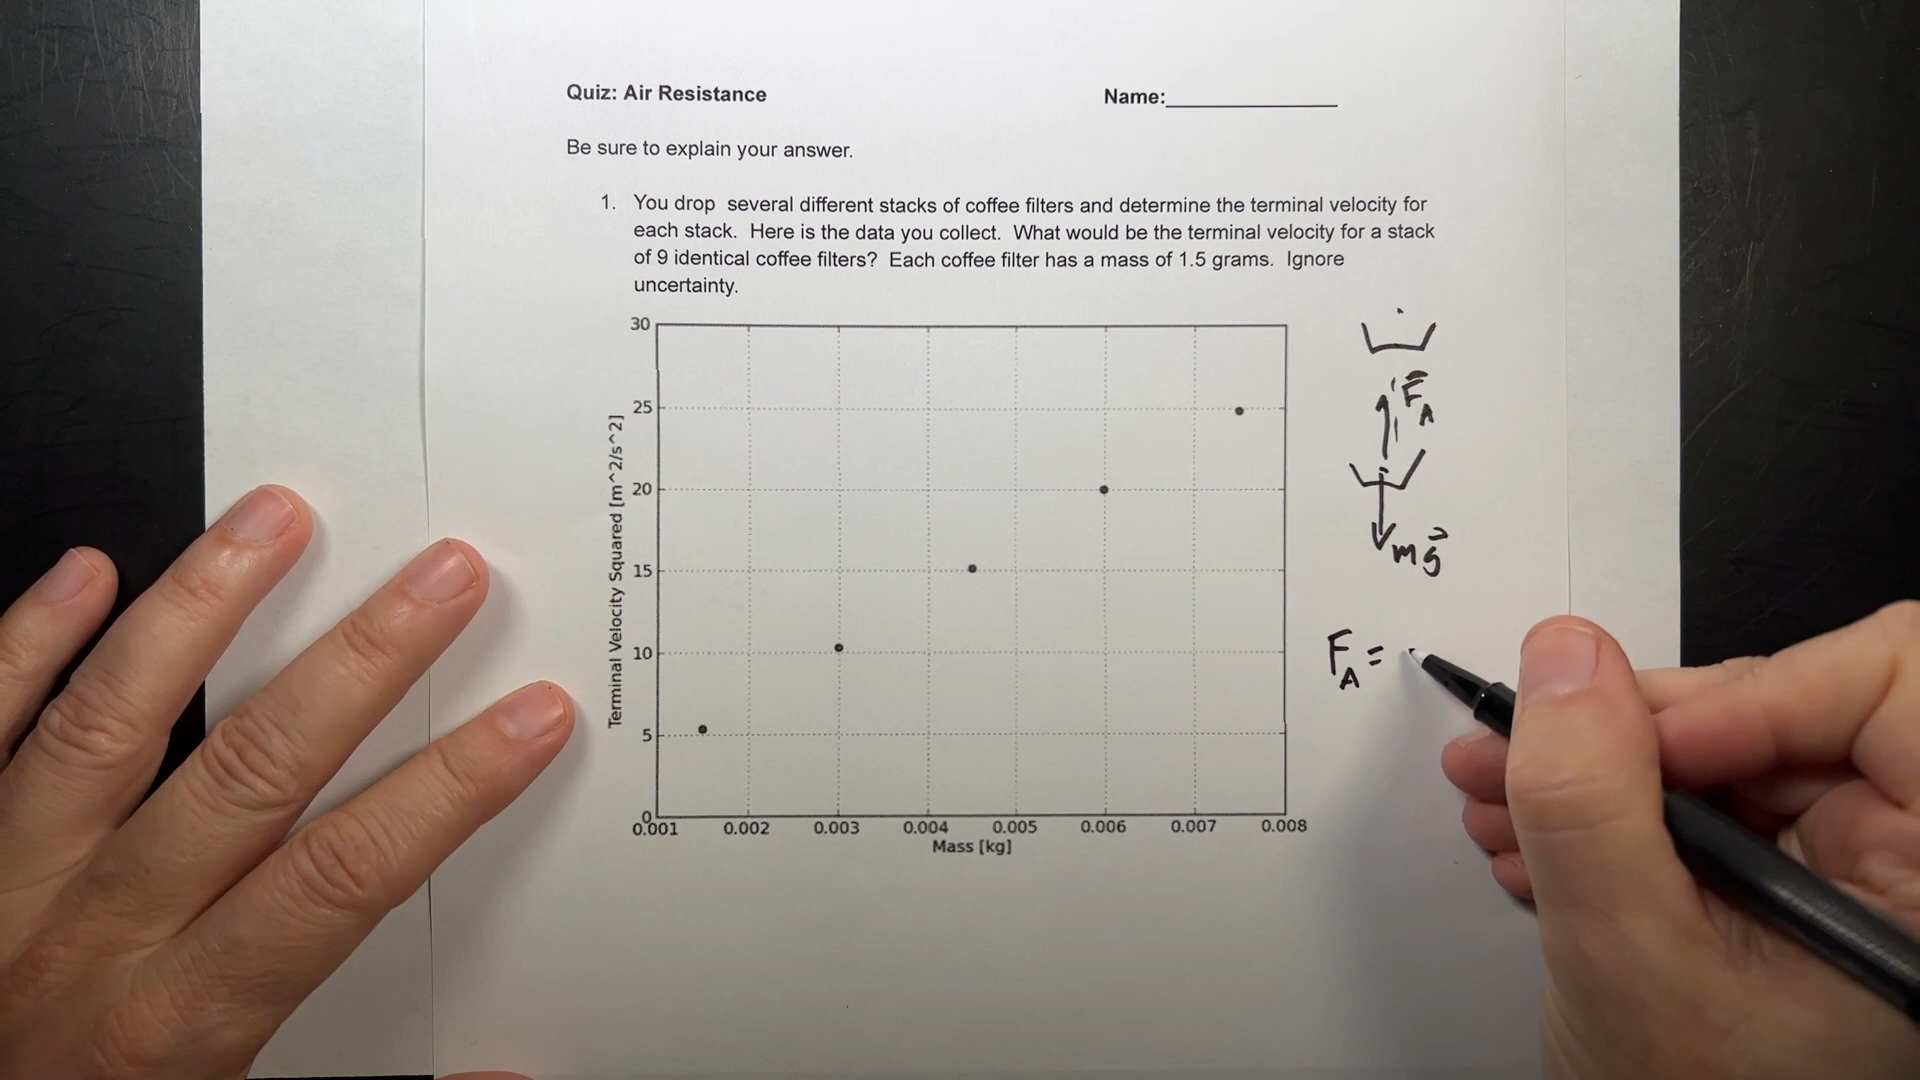 Quiz: Air Resistance Name:_______________
Be sure to explain your answer.
1. You drop several different stacks of coffee filters and determine the terminal velocity for
each stack. Here is the data you collect. What would be the terminal velocity for a stack
of 9 identical coffee filters? Each coffee filter has a mass of 1.5 grams. Ignore
uncertainty.
Terminal Velocity Squared [m^2/s^2]
30
25
20
15
10
5
0
0.001 0.002 0.003 0.004 0.005 0.006 0.007 0.008
Mass [kg]
F⃗_A
mg⃗
F_A =